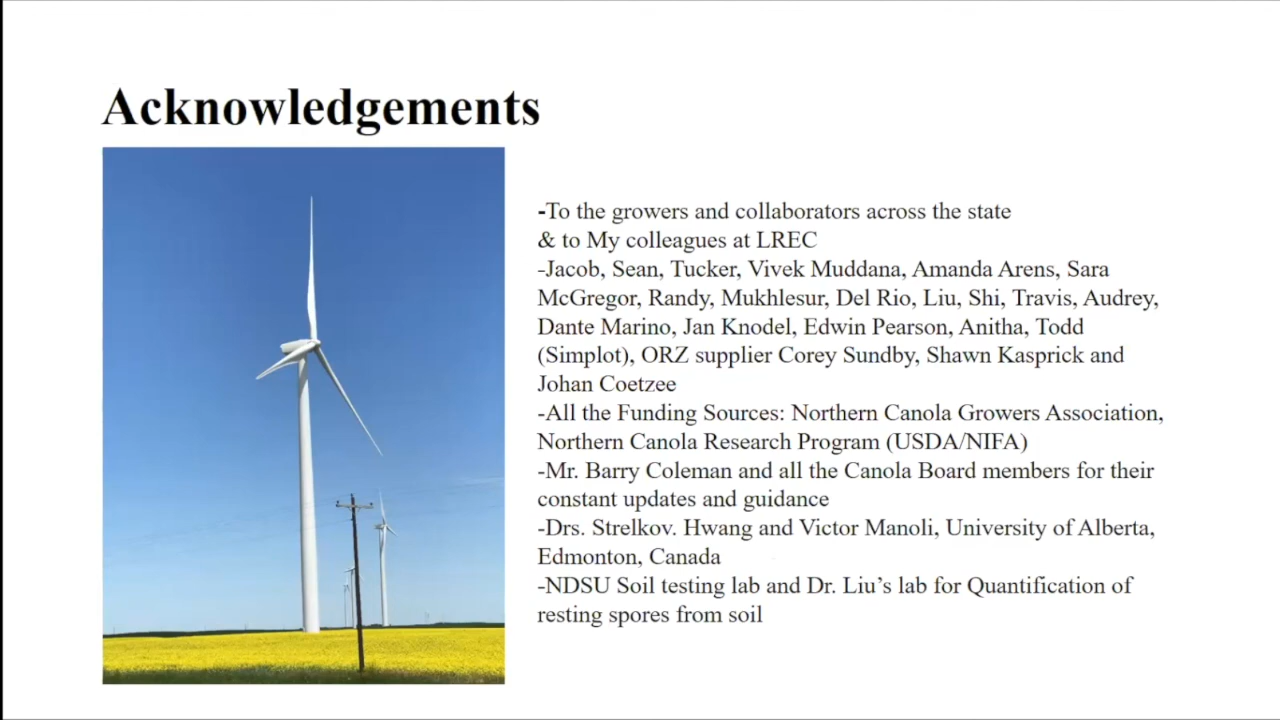 Acknowledgements
-To the growers and collaborators across the state
& to My colleagues at LREC
-Jacob, Sean, Tucker, Vivek Muddana, Amanda Arens, Sara
McGregor, Randy, Mukhlesur, Del Rio, Liu, Shi, Travis, Audrey,
Dante Marino, Jan Knodel, Edwin Pearson, Anitha, Todd
(Simplot), ORZ supplier Corey Sundby, Shawn Kasprick and
Johan Coetzee
-All the Funding Sources: Northern Canola Growers Association,
Northern Canola Research Program (USDA/NIFA)
-Mr. Barry Coleman and all the Canola Board members for their
constant updates and guidance
-Drs. Strelkov. Hwang and Victor Manoli, University of Alberta,
Edmonton, Canada
-NDSU Soil testing lab and Dr. Liu’s lab for Quantification of
resting spores from soil